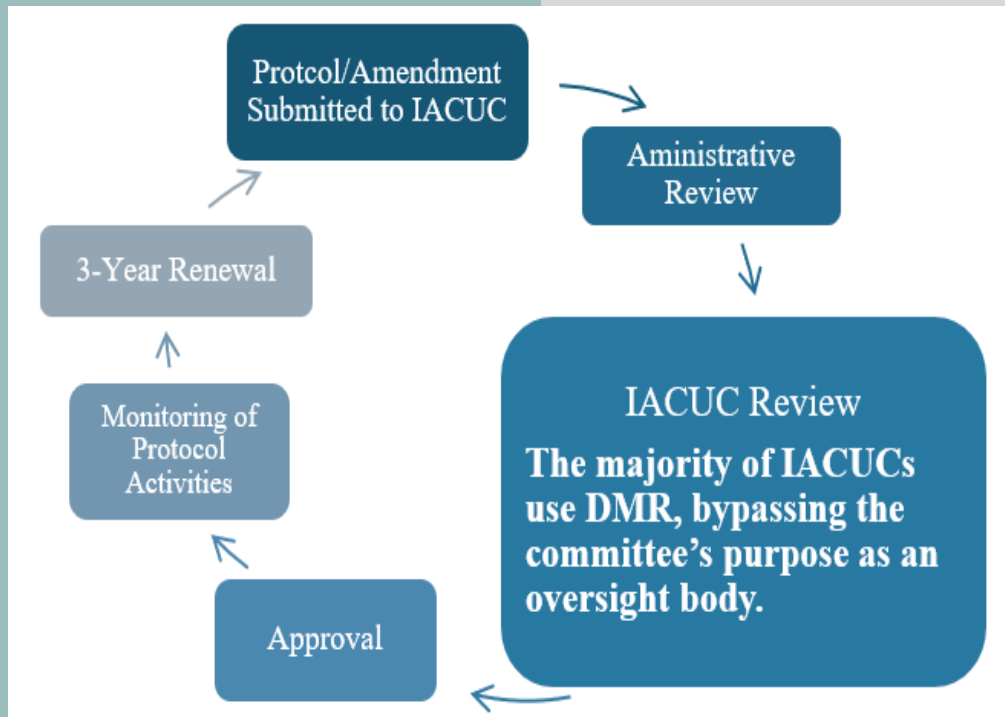 Protcol/Amendment
Submitted to IACUC
Aministrative
Review
IACUC Review
The majority of IACUCs
use DMR, bypassing the
committee’s purpose as an
oversight body.
Approval
Monitoring of
Protocol
Activities
3-Year Renewal